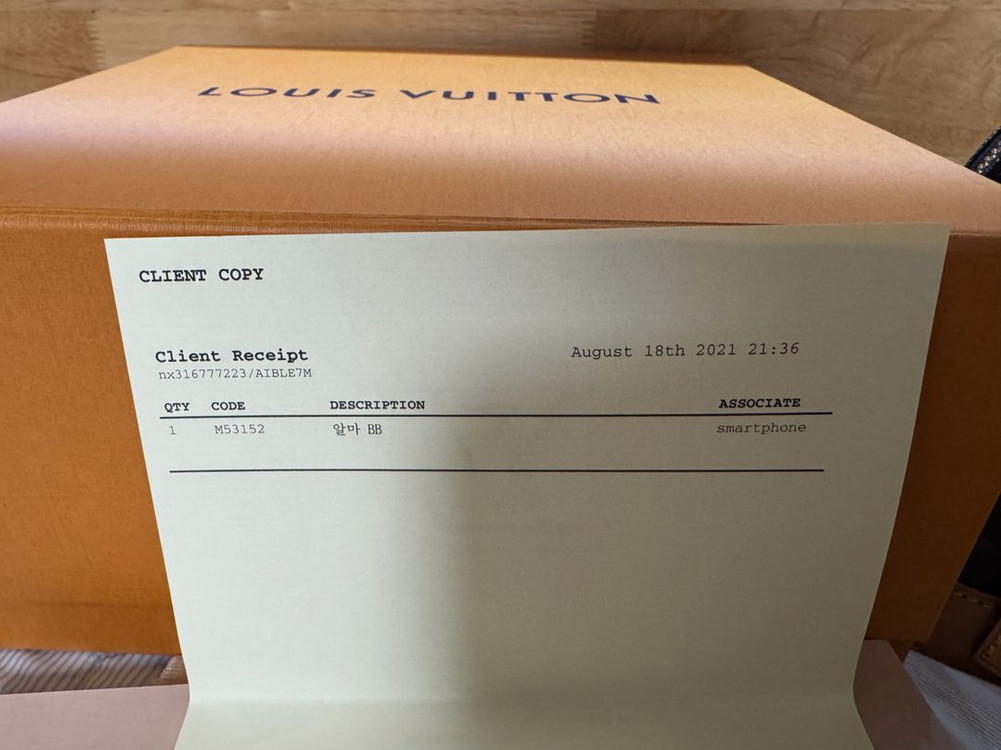 LOUIS VUITTON
CLIENT COPY
Client Receipt
August 18th 2021 21:36
nx316777223/AIBLE7M
QTY CODE DESCRIPTION ASSOCIATE
1 M53152 알마 BB smartphone